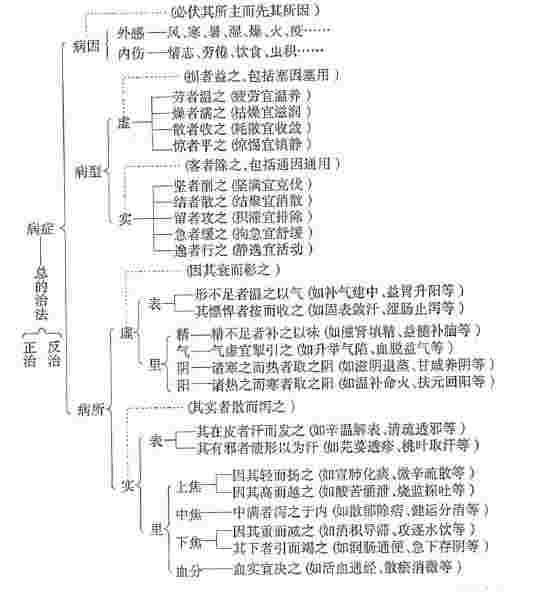 (必伏其所主而先其所因)
病因
外感—风、寒、暑、湿、燥、火、疫……
内伤—情志、劳倦、饮食、虫积……
(损者益之、包括塞因塞用)
虚
劳者温之(疲劳宜温养)
燥者濡之(枯燥宜滋润)
散者收之(耗散宜收敛)
惊者平之(惊惕宜镇静)
病型
(客者除之、包括通因通用)
实
坚者削之(坚满宜克伐)
结者散之(结聚宜消散)
留者攻之(积滞宜排除)
急者缓之(拘急宜舒缓)
逸者行之(静逸宜活动)
病症
总的治法
正治
反治
病所
(因其衰而彰之)
虚
表
形不足者温之以气(如补气建中、益胃升阳等)
其慓悍者按而收之(如固表敛汗、涩肠止泻等)
里
精—精不足者补之以味(如滋肾填精、益髓补脑等)
气—气虚宜掣引之(如升举气陷、血脱益气等)
阴—诸寒之而热者取之阴(如滋阴退蒸、甘咸养阴等)
阳—诸热之而寒者取之阳(如温补命火、扶元回阳等)
(其实者散而泻之)
实
表
其在皮者汗而发之(如辛温解表、清疏透邪等)
其有邪者渍形以为汗(如芫荽透疹、桃叶取汗等)
里
上焦
因其轻而扬之(如宣肺化痰、微辛疏散等)
因其高而越之(如酸苦涌泄、烧盐探吐等)
中焦—中满者泻之于内(如散郁除痞、健运分消等)
下焦
因其重而减之(如消积导滞、攻逐水饮等)
其下者引而竭之(如润肠通便、急下存阴等)
血分—血实宜决之(如活血通经、散瘀消癥等)